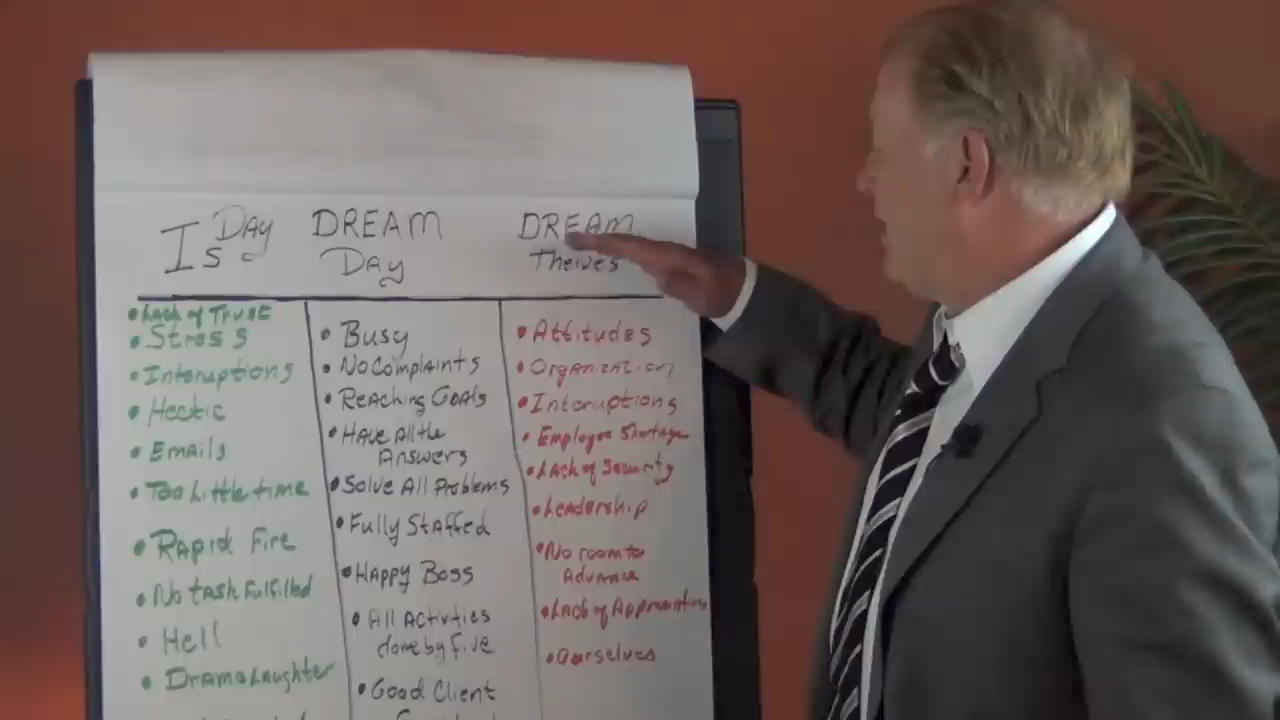 Is Day
DREAM
Day
DREAM
Theives
• Lack of Trust
• Stress
• Interuptions
• Hectic
• Emails
• Too Little time
• Rapid Fire
• No task Fulfilled
• Hell
• Drama Laughter
• Busy
• No Complaints
• Reaching Goals
• Have All the
Answers
• Solve All Problems
• Fully Staffed
• Happy Boss
• All Activities
done by five
• Good Client
• Attitudes
• Organization
• Interuptions
• Employee Shortage
• Lack of Security
• Leadership
• No room to
Advance
• Lack of Appreciation
• Ourselves